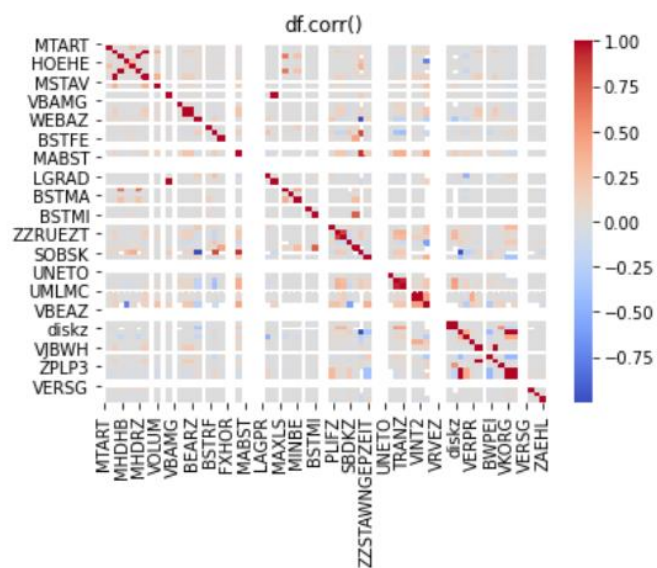 df.corr()
MTART
HOEHE
MSTAV
VBAMG
WEBAZ
BSTFE
MABST
LGRAD
BSTMA
BSTMI
ZZRUEZT
SOBSK
UNETO
UMLMC
VBEAZ
diskz
VJBWH
ZPLP3
VERSG
MTART
MHDHB
MHDRZ
VOLUM
VBAMG
BEARZ
BSTRF
FXHOR
MABST
LAGPR
MAXLS
MINBE
BSTMI
PLIFZ
SBDKZ
ZZSTAWNGEPZEIT
UNETO
TRANZ
VINT2
VRVEZ
diskz
VERPR
BWPEI
VKORG
VERSG
ZAEHL
1.00
0.75
0.50
0.25
0.00
−0.25
−0.50
−0.75